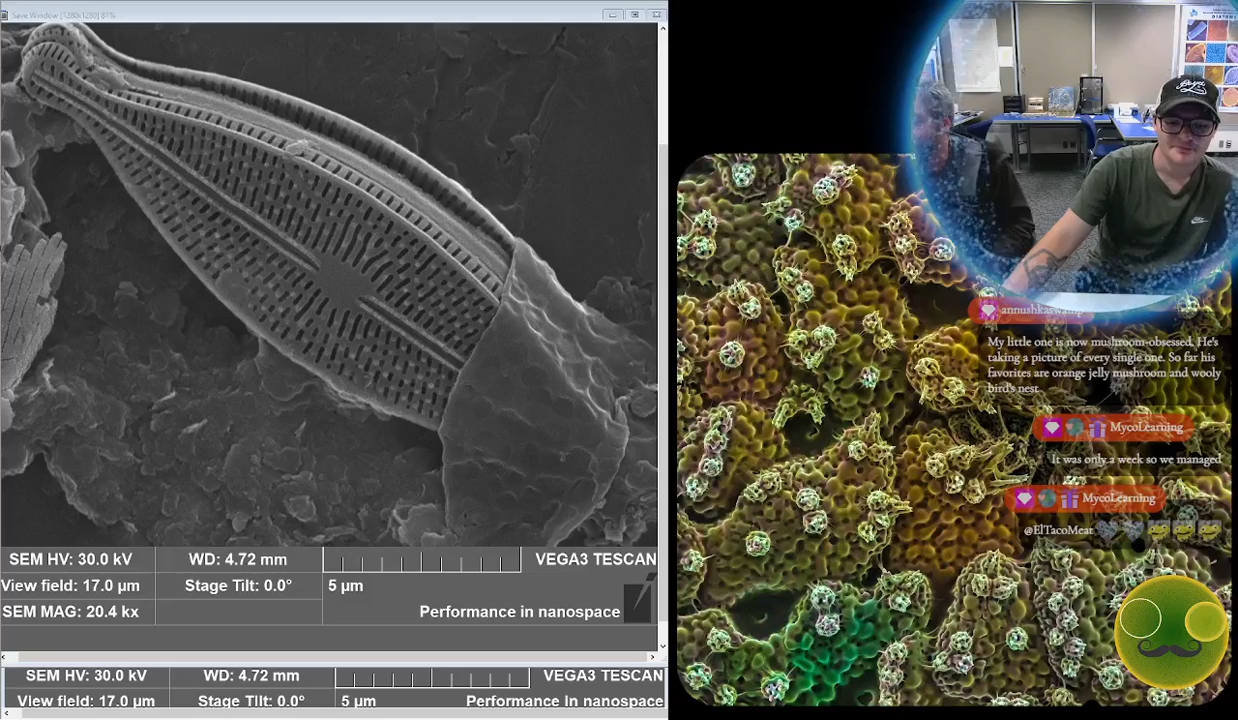 Save Window [1280x1280] 81%
SEM HV: 30.0 kV
WD: 4.72 mm
VEGA3 TESCAN
View field: 17.0 µm
Stage Tilt: 0.0°
5 µm
SEM MAG: 20.4 kx
Performance in nanospace
SEM HV: 30.0 kV
WD: 4.72 mm
VEGA3 TESCAN
View field: 17.0 µm
Stage Tilt: 0.0°
5 µm
Performance in nanospace
My little one is now mushroom-obsessed. He's
taking a picture of every single one. So far his
favorites are orange jelly mushroom and wooly
bird's nest
MycoLearning
It was only a week so we managed
MycoLearning
@ElTacoMeat